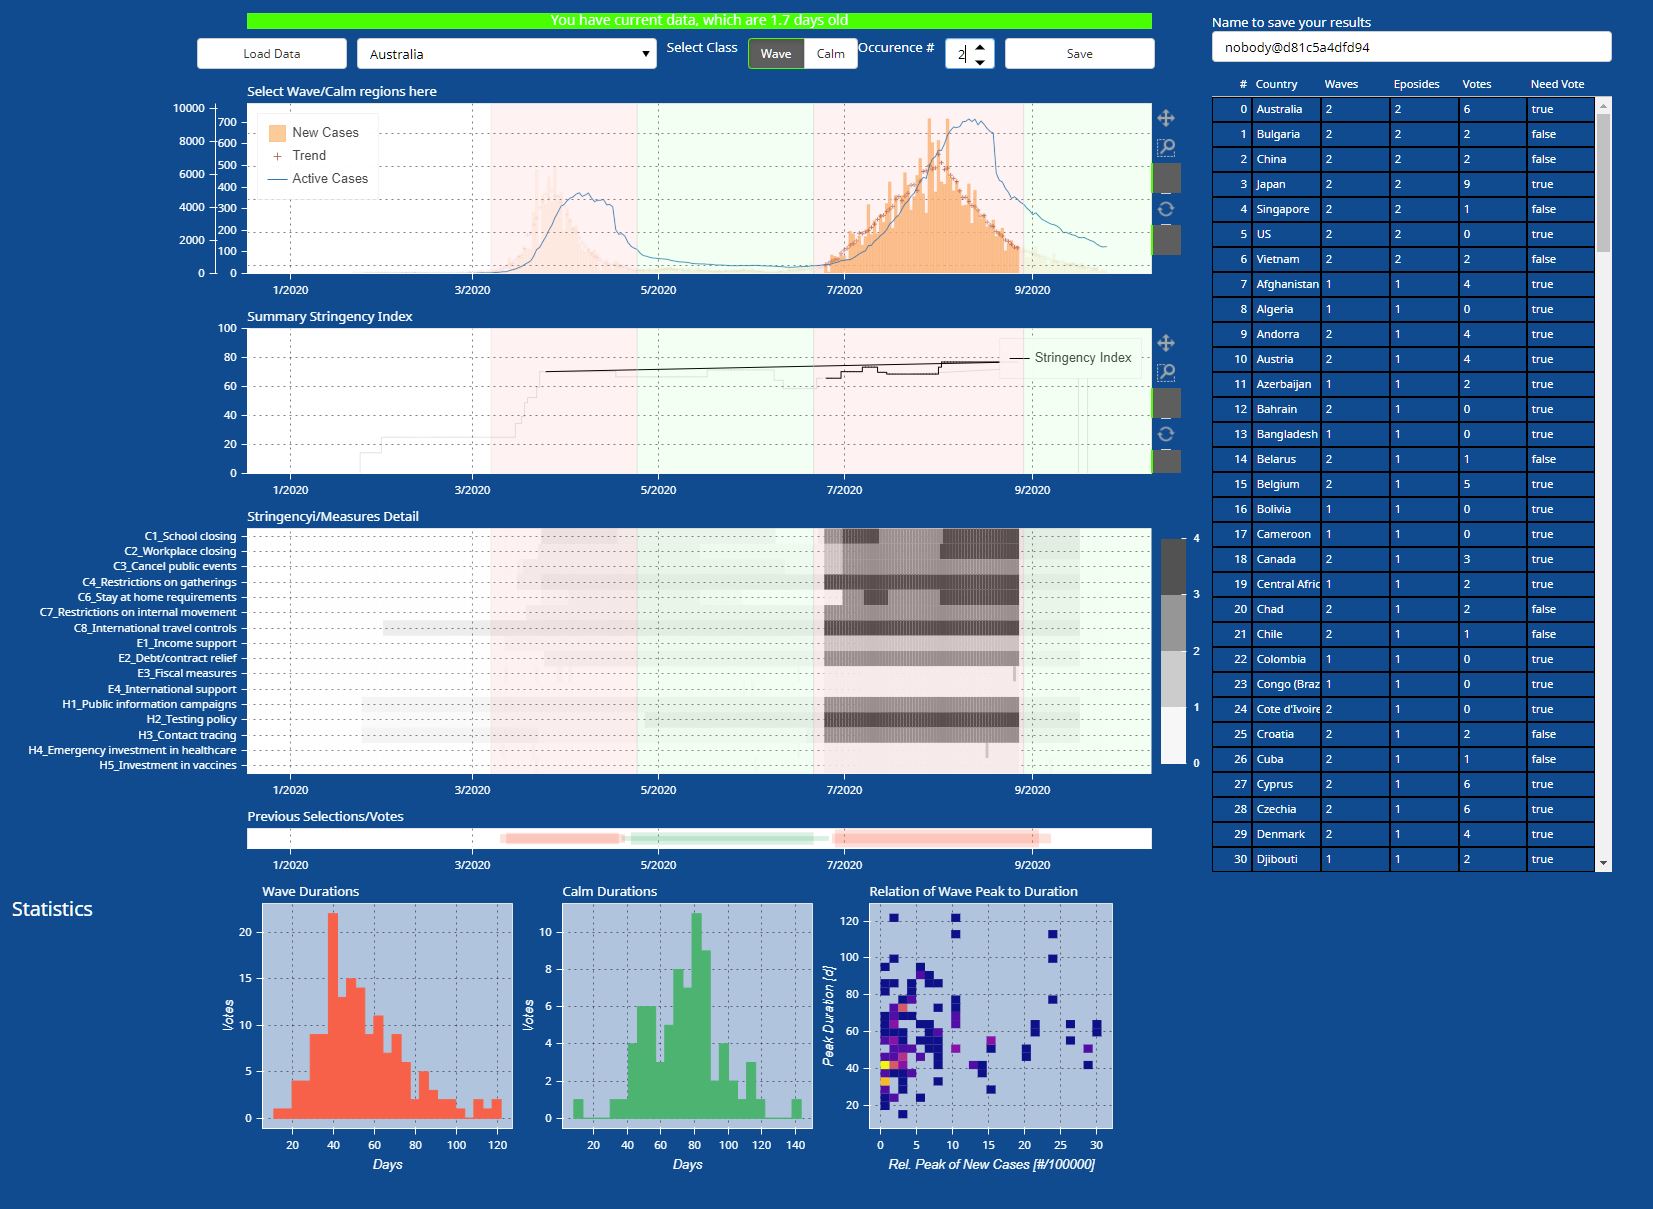 You have current data, which are 1.7 days old
Load Data
Australia
Select Class
Wave
Calm
Occurence #
2
Save
Name to save your results
nobody@d81c5a4dfd94
Select Wave/Calm regions here
10000
8000
6000
4000
2000
0
700
600
500
400
300
200
100
0
New Cases
Trend
Active Cases
1/2020 3/2020 5/2020 7/2020 9/2020
Summary Stringency Index
100
80
60
40
20
0
Stringency Index
1/2020 3/2020 5/2020 7/2020 9/2020
Stringencyi/Measures Detail
C1_School closing
C2_Workplace closing
C3_Cancel public events
C4_Restrictions on gatherings
C6_Stay at home requirements
C7_Restrictions on internal movement
C8_International travel controls
E1_Income support
E2_Debt/contract relief
E3_Fiscal measures
E4_International support
H1_Public information campaigns
H2_Testing policy
H3_Contact tracing
H4_Emergency investment in healthcare
H5_Investment in vaccines
4
3
2
1
0
1/2020 3/2020 5/2020 7/2020 9/2020
Previous Selections/Votes
1/2020 3/2020 5/2020 7/2020 9/2020
# Country Waves Eposides Votes Need Vote
0 Australia 2 2 6 true
1 Bulgaria 2 2 2 false
2 China 2 2 2 false
3 Japan 2 2 9 true
4 Singapore 2 2 1 false
5 US 2 2 0 true
6 Vietnam 2 2 2 false
7 Afghanistan 1 1 4 true
8 Algeria 1 1 0 true
9 Andorra 2 1 4 true
10 Austria 2 1 4 true
11 Azerbaijan 1 1 2 true
12 Bahrain 2 1 0 true
13 Bangladesh 1 1 0 true
14 Belarus 2 1 1 false
15 Belgium 2 1 5 true
16 Bolivia 1 1 0 true
17 Cameroon 1 1 0 true
18 Canada 2 1 3 true
19 Central Afric 1 1 2 true
20 Chad 2 1 2 false
21 Chile 2 1 1 false
22 Colombia 1 1 0 true
23 Congo (Braz 1 1 0 true
24 Cote d'Ivoire 2 1 0 true
25 Croatia 2 1 2 false
26 Cuba 2 1 1 false
27 Cyprus 2 1 6 true
28 Czechia 2 1 6 true
29 Denmark 2 1 4 true
30 Djibouti 1 1 2 true
Statistics
Wave Durations
Votes
20
15
10
5
0
20 40 60 80 100 120
Days
Calm Durations
Votes
10
8
6
4
2
0
20 40 60 80 100 120 140
Days
Relation of Wave Peak to Duration
Peak Duration [d]
120
100
80
60
40
20
0 5 10 15 20 25 30
Rel. Peak of New Cases [#/100000]